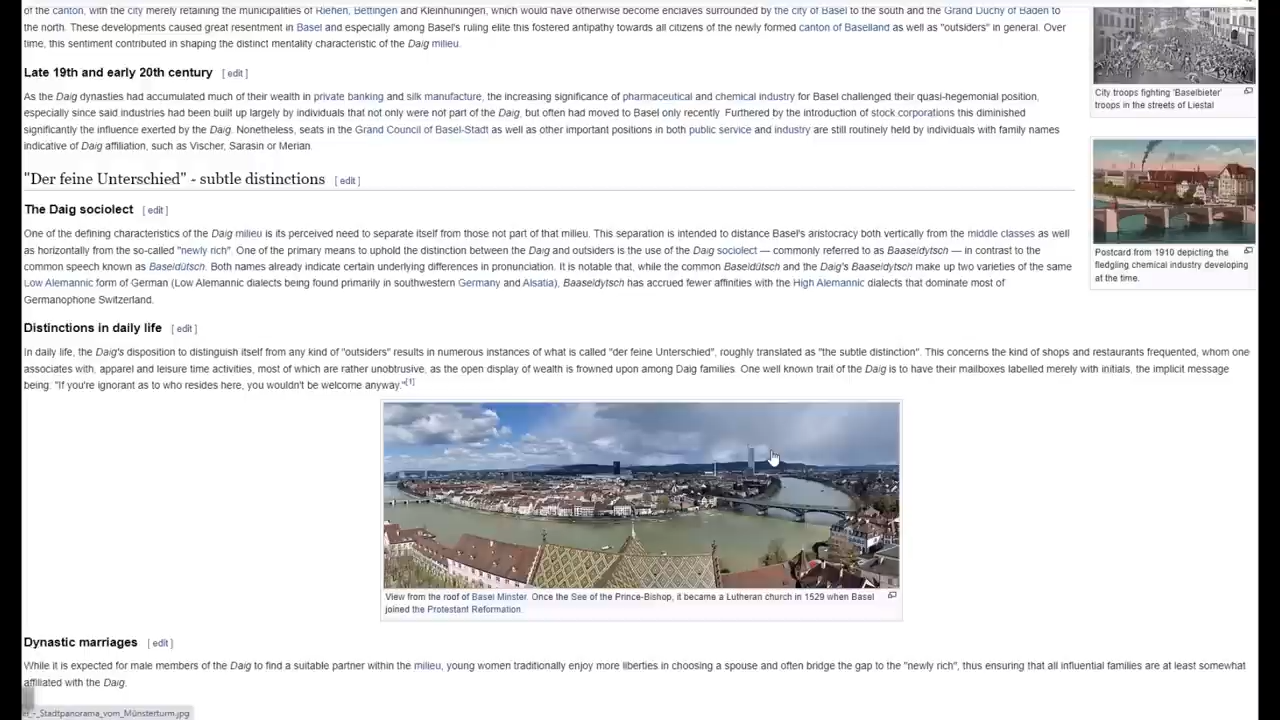 of the canton, with the city merely retaining the municipalities of Riehen, Bettingen and Kleinhüningen, which would have otherwise become enclaves surrounded by the city of Basel to the south and the Grand Duchy of Baden to
the north. These developments caused great resentment in Basel and especially among Basel's ruling elite this fostered antipathy towards all citizens of the newly formed canton of Baselland as well as "outsiders" in general. Over
time, this sentiment contributed in shaping the distinct mentality characteristic of the Daig milieu.
Late 19th and early 20th century [ edit ]
As the Daig dynasties had accumulated much of their wealth in private banking and silk manufacture, the increasing significance of pharmaceutical and chemical industry for Basel challenged their quasi-hegemonial position,
especially since said industries had been built up largely by individuals that not only were not part of the Daig, but often had moved to Basel only recently. Furthered by the introduction of stock corporations this diminished
significantly the influence exerted by the Daig. Nonetheless, seats in the Grand Council of Basel-Stadt as well as other important positions in both public service and industry are still routinely held by individuals with family names
indicative of Daig affiliation, such as Vischer, Sarasin or Merian.
"Der feine Unterschied" - subtle distinctions [ edit ]
The Daig sociolect [ edit ]
One of the defining characteristics of the Daig milieu is its perceived need to separate itself from those not part of that milieu. This separation is intended to distance Basel's aristocracy both vertically from the middle classes as well
as horizontally from the so-called "newly rich". One of the primary means to uphold the distinction between the Daig and outsiders is the use of the Daig sociolect — commonly referred to as Baaseldytsch — in contrast to the
common speech known as Baseldütsch. Both names already indicate certain underlying differences in pronunciation. It is notable that, while the common Baseldütsch and the Daig's Baaseldytsch make up two varieties of the same
Low Alemannic form of German (Low Alemannic dialects being found primarily in southwestern Germany and Alsatia), Baaseldytsch has accrued fewer affinities with the High Alemannic dialects that dominate most of
Germanophone Switzerland.
Distinctions in daily life [ edit ]
In daily life, the Daig's disposition to distinguish itself from any kind of "outsiders" results in numerous instances of what is called "der feine Unterschied", roughly translated as "the subtle distinction". This concerns the kind of shops and restaurants frequented, whom one
associates with, apparel and leisure time activities, most of which are rather unobtrusive, as the open display of wealth is frowned upon among Daig families. One well known trait of the Daig is to have their mailboxes labelled merely with initials, the implicit message
being: "If you're ignorant as to who resides here, you wouldn't be welcome anyway."[1]
View from the roof of Basel Minster. Once the See of the Prince-Bishop, it became a Lutheran church in 1529 when Basel
joined the Protestant Reformation.
Dynastic marriages [ edit ]
While it is expected for male members of the Daig to find a suitable partner within the milieu, young women traditionally enjoy more liberties in choosing a spouse and often bridge the gap to the "newly rich", thus ensuring that all influential families are at least somewhat
affiliated with the Daig.
City troops fighting 'Baselbieter'
troops in the streets of Liestal
Postcard from 1910 depicting the
fledgling chemical industry developing
at the time.
_-_Stadtpanorama_vom_Münsterturm.jpg